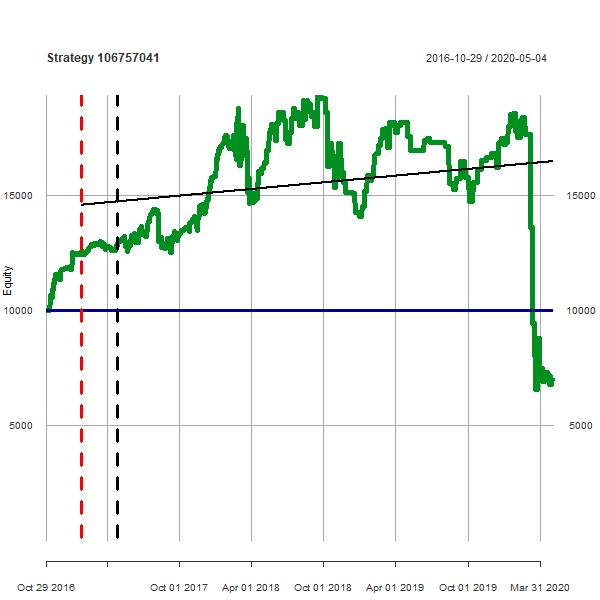 Strategy 106757041
2016-10-29 / 2020-05-04
15000
15000
Equity
10000
10000
5000
5000
Oct 29 2016
Oct 01 2017
Apr 01 2018
Oct 01 2018
Apr 01 2019
Oct 01 2019
Mar 31 2020